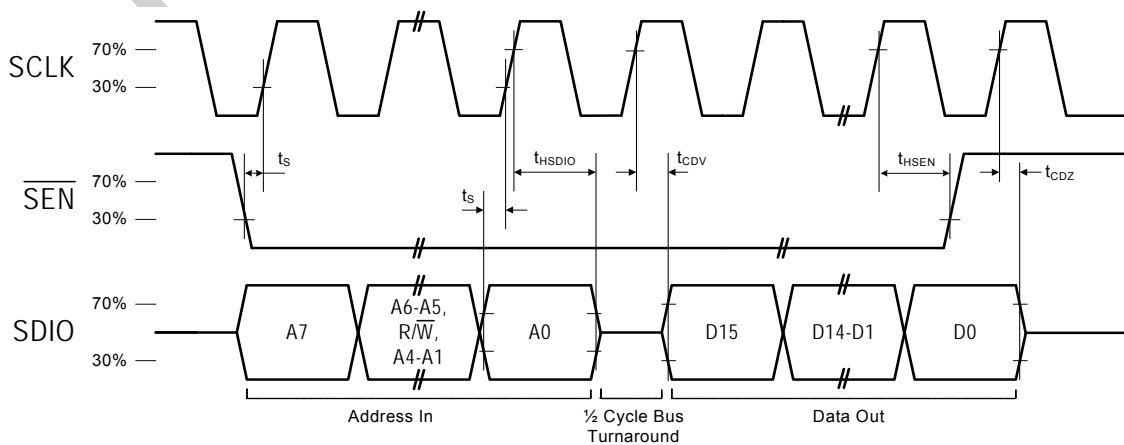 70%
SCLK
30%
tS
tHSDIO
tCDV
tHSEN
70%
tCDZ
SEN
tS
30%
70%
A6-A5,
SDIO
A7
R/W,
A0
D15
D14-D1
D0
A4-A1
30%
Address In
½ Cycle Bus
Turnaround
Data Out